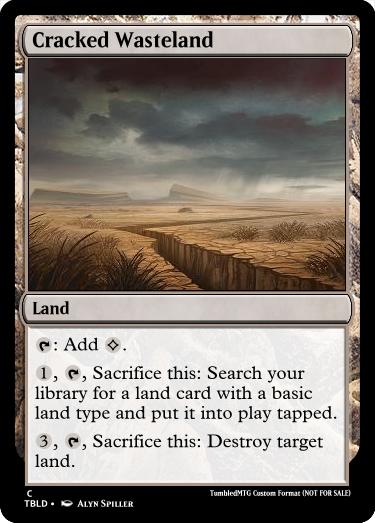 Cracked Wasteland
Land
: Add .
1, , Sacrifice this: Search your
library for a land card with a basic
land type and put it into play tapped.
3, , Sacrifice this: Destroy target
land.
C
TBLD • Alyn Spiller
TumbledMTG Custom Format (NOT FOR SALE)